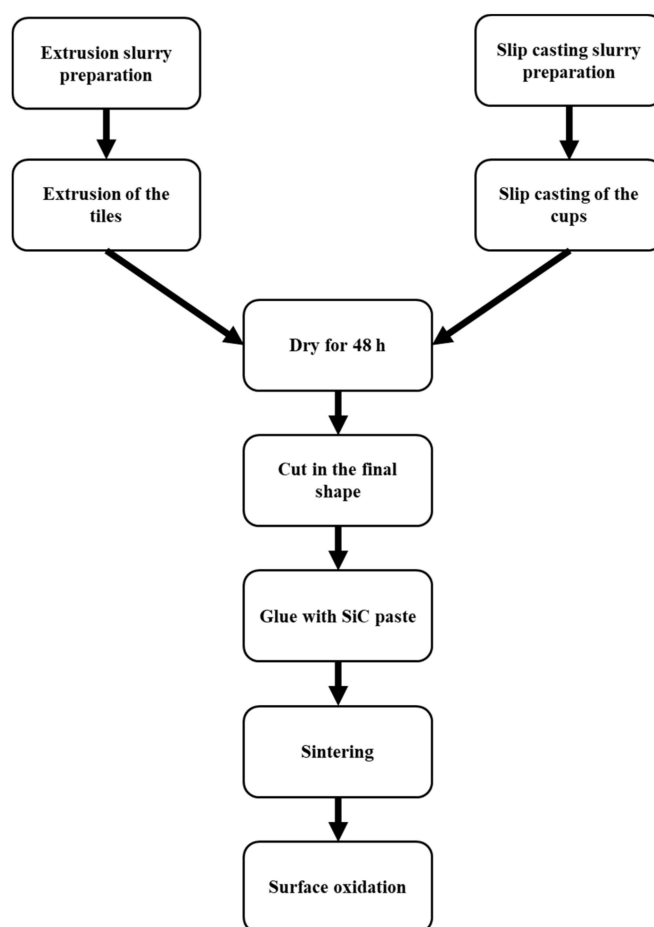 Extrusion slurry
preparation
Slip casting slurry
preparation
Extrusion of the
tiles
Slip casting of the
cups
Dry for 48 h
Cut in the final
shape
Glue with SiC paste
Sintering
Surface oxidation